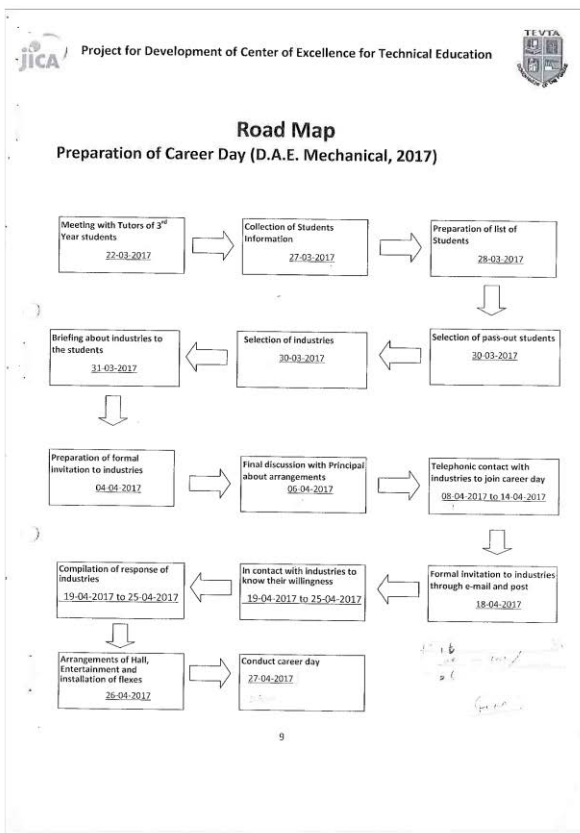 jICA
Project for Development of Center of Excellence for Technical Education
TEVTA
Road Map
Preparation of Career Day (D.A.E. Mechanical, 2017)
Meeting with Tutors of 3rd
Year students
22-03-2017
Collection of Students
Information
27-03-2017
Preparation of list of
Students
28-03-2017
Selection of pass-out students
30-03-2017
Selection of industries
30-03-2017
Briefing about industries to
the students
31-03-2017
Preparation of formal
invitation to industries
04-04-2017
Final discussion with Principal
about arrangements
06-04-2017
Telephonic contact with
industries to join career day
08-04-2017 to 14-04-2017
Formal invitation to industries
through e-mail and post
18-04-2017
In contact with industries to
know their willingness
19-04-2017 to 25-04-2017
Compilation of response of
industries
19-04-2017 to 25-04-2017
Arrangements of Hall,
Entertainment and
installation of flexes
26-04-2017
Conduct career day
27-04-2017
9